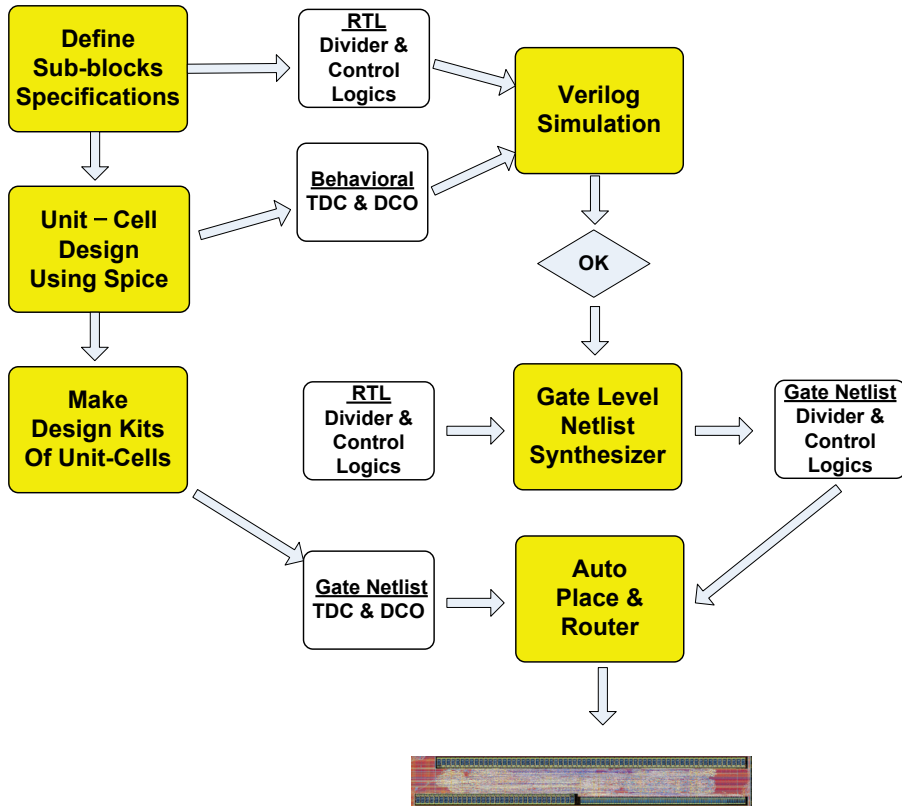 Define
Sub-blocks
Specifications
RTL
Divider &
Control
Logics
Verilog
Simulation
Unit – Cell
Design
Using Spice
Behavioral
TDC & DCO
OK
Make
Design Kits
Of Unit-Cells
RTL
Divider &
Control
Logics
Gate Level
Netlist
Synthesizer
Gate Netlist
Divider &
Control
Logics
Gate Netlist
TDC & DCO
Auto
Place &
Router